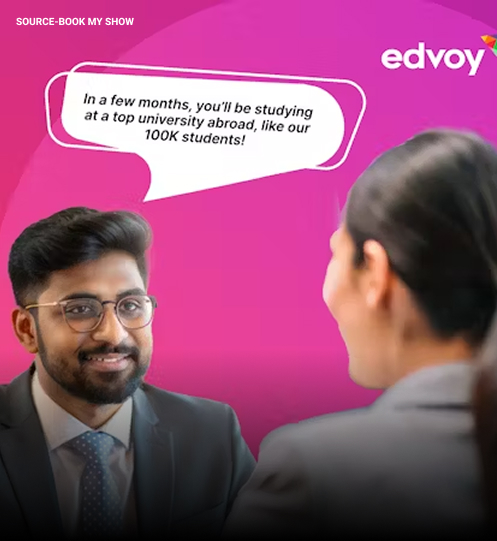 SOURCE-BOOK MY SHOW
edvoy
In a few months, you'll be studying
at a top university abroad, like our
100K students!